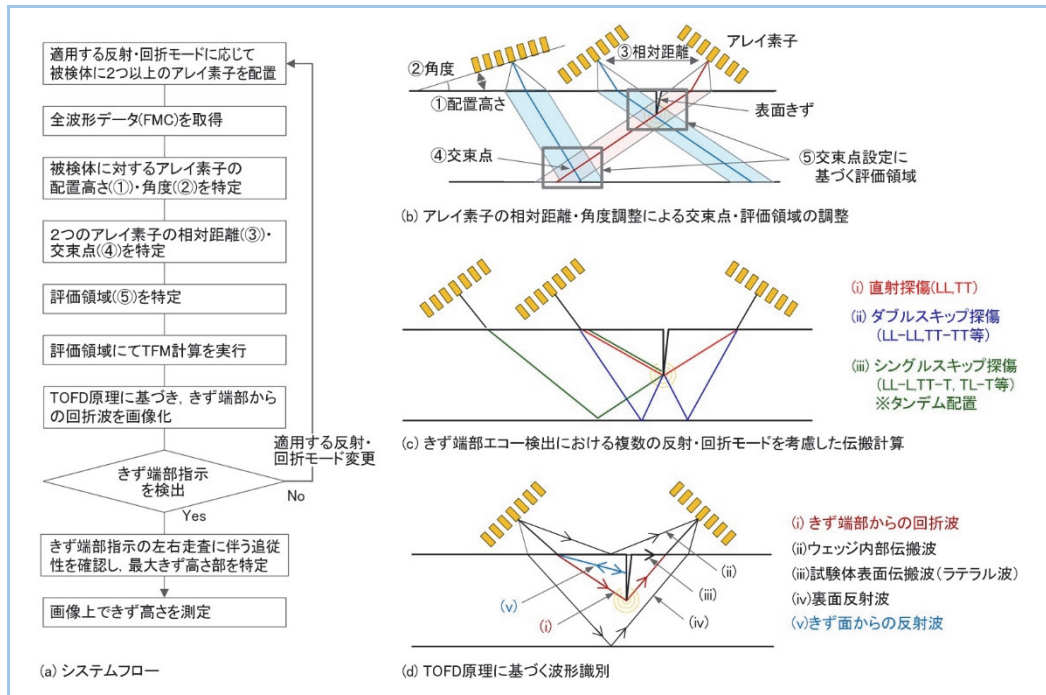 適用する反射・回折モードに応じて
被検体に2つ以上のアレイ素子を配置
全波形データ(FMC)を取得
被検体に対するアレイ素子の
配置高さ(①)・角度(②)を特定
2つのアレイ素子の相対距離(③)・
交束点(④)を特定
評価領域(⑤)を特定
評価領域にてTFM計算を実行
TOFD原理に基づき,きず端部から
の回折波を画像化
適用する反射・
回折モード変更
きず端部指示
を検出
No
Yes
きず端部指示の左右走査に伴う追従
性を確認し,最大きず高さ部を特定
画像上できず高さを測定
(a) システムフロー
②角度
③相対距離
アレイ素子
①配置高さ
表面きず
④交束点
⑤交束点設定に
基づく評価領域
(b) アレイ素子の相対距離・角度調整による交束点・評価領域の調整
(i) 直射探傷(LL,TT)
(ii) ダブルスキップ探傷
(LL-LL,TT-TT等)
(iii) シングルスキップ探傷
(LL-L,TT-T, TL-T等)
※タンデム配置
(c) きず端部エコー検出における複数の反射・回折モードを考慮した伝搬計算
(ii)
(iii)
(v)
(i)
(iv)
(i) きず端部からの回折波
(ii) ウェッジ内部伝搬波
(iii) 試験体表面伝搬波(ラテラル波)
(iv) 裏面反射波
(v) きず面からの反射波
(d) TOFD原理に基づく波形識別